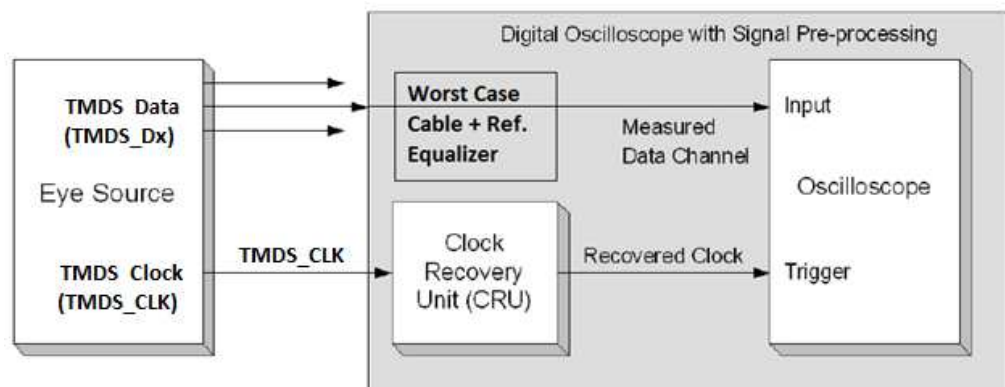 Digital Oscilloscope with Signal Pre-processing
TMDS Data
(TMDS_Dx)
Eye Source
TMDS Clock
(TMDS_CLK)
TMDS_CLK
Worst Case
Cable + Ref.
Equalizer
Measured
Data Channel
Clock
Recovery
Unit (CRU)
Recovered Clock
Input
Oscilloscope
Trigger